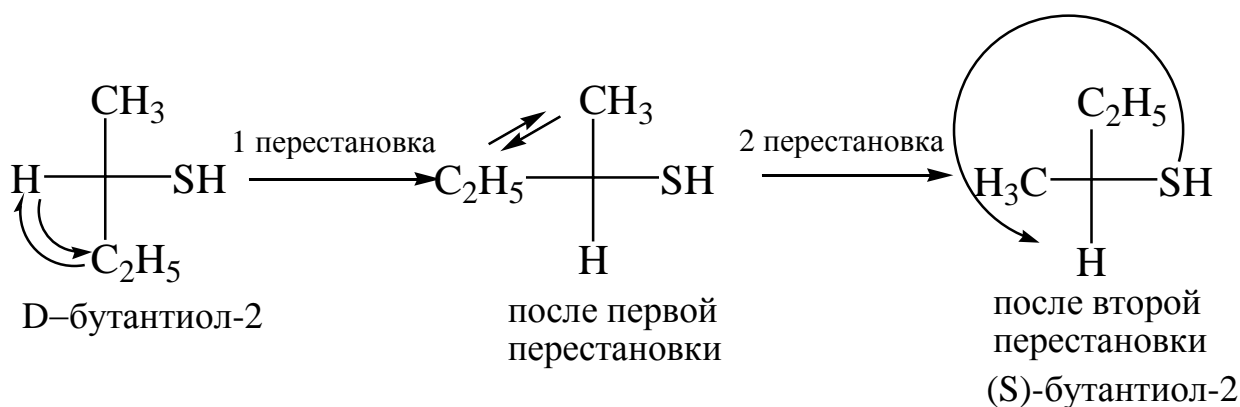 CH3
H SH
C2H5
D–бутантиол-2
1 перестановка
CH3
C2H5 SH
H
после первой
перестановки
2 перестановка
C2H5
H3C SH
H
после второй
перестановки
(S)-бутантиол-2